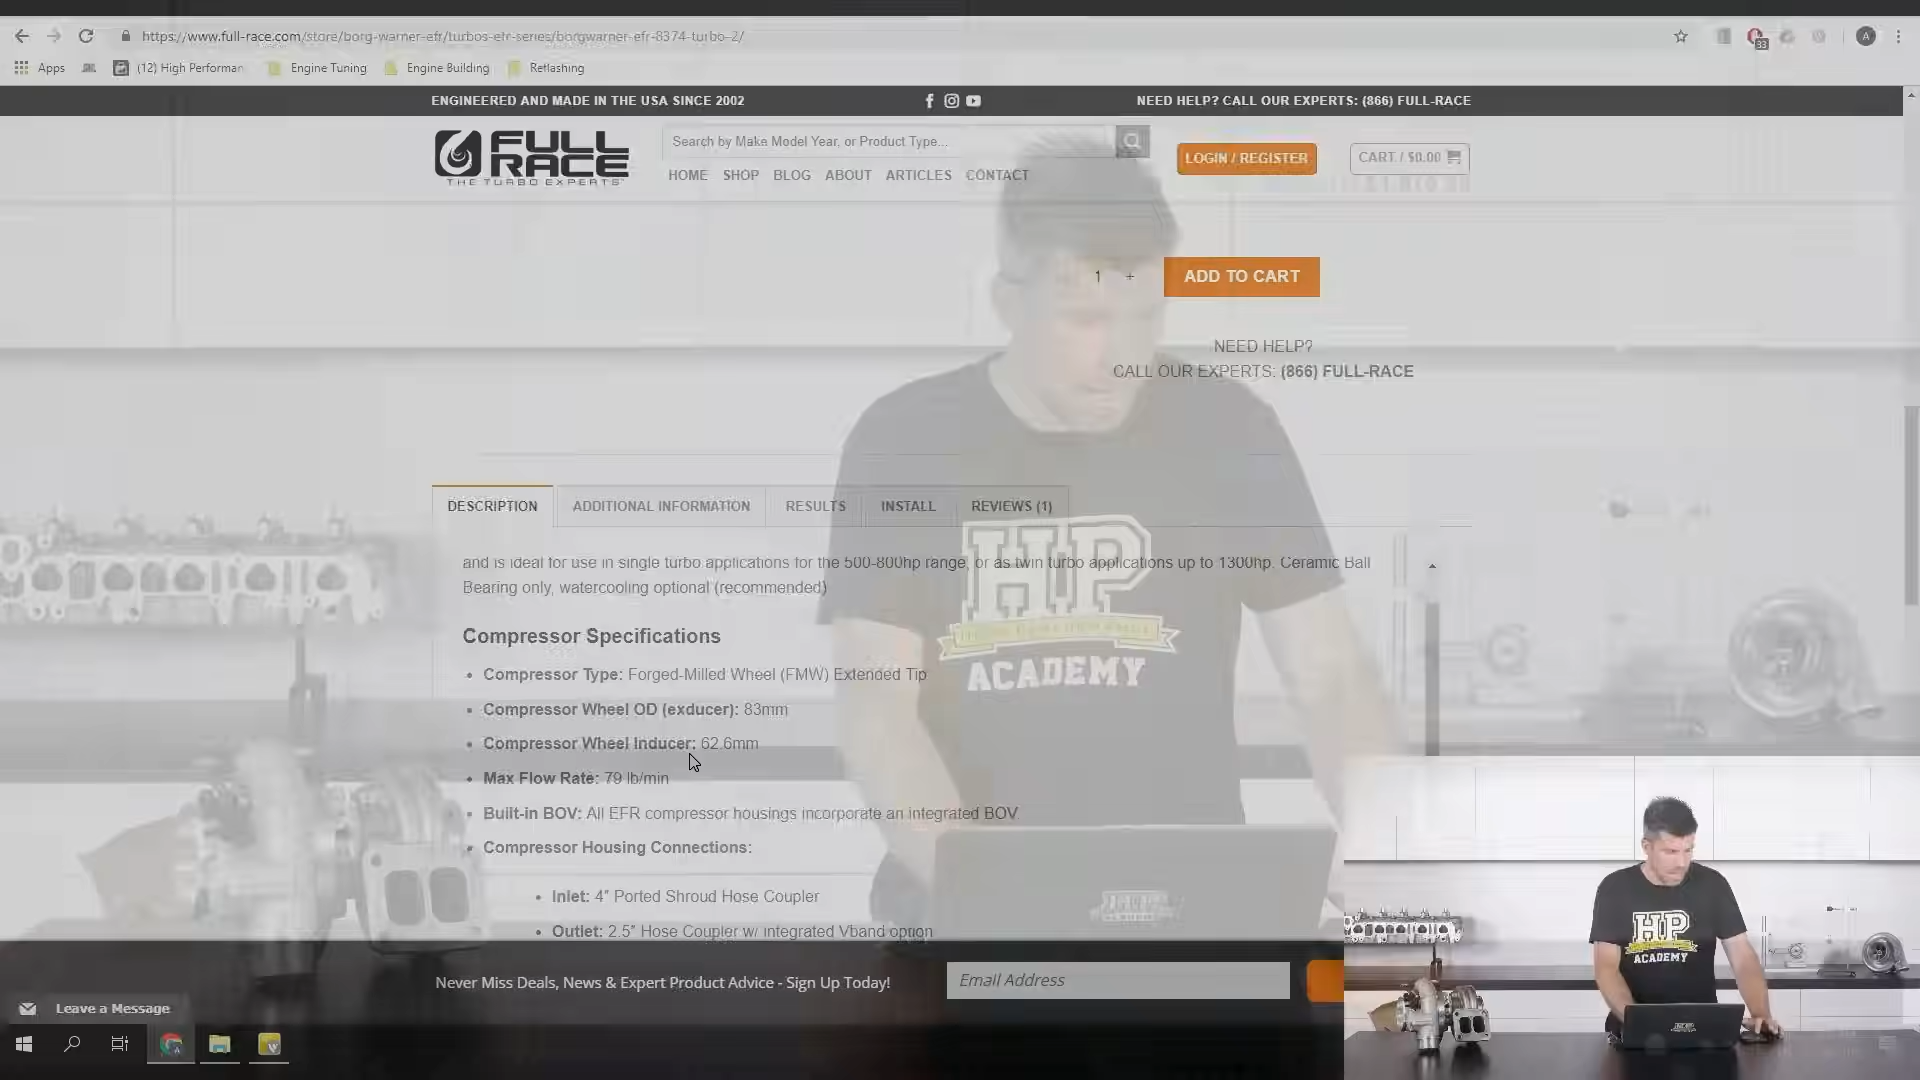 https://www.full-race.com/store/borg-warner-efr/turbos-efr-series/borgwarner-efr-8374-turbo-2/
33
A
Apps
(12) High Performan
Engine Tuning
Engine Building
Reflashing
ENGINEERED AND MADE IN THE USA SINCE 2002
NEED HELP? CALL OUR EXPERTS: (866) FULL-RACE
FULL
RACE
THE TURBO EXPERTS
Search by Make Model Year, or Product Type...
LOGIN / REGISTER
CART / $0.00
HOME SHOP BLOG ABOUT ARTICLES CONTACT
1 +
ADD TO CART
NEED HELP?
CALL OUR EXPERTS: (866) FULL-RACE
DESCRIPTION
ADDITIONAL INFORMATION
RESULTS
INSTALL
REVIEWS (1)
and is ideal for use in single turbo applications for the 500-800hp range, or as twin turbo applications up to 1300hp. Ceramic Ball
Bearing only, watercooling optional (recommended)
Compressor Specifications
• Compressor Type: Forged-Milled Wheel (FMW) Extended Tip
• Compressor Wheel OD (exducer): 83mm
• Compressor Wheel Inducer: 62.6mm
• Max Flow Rate: 79 lb/min
• Built-in BOV: All EFR compressor housings incorporate an integrated BOV
• Compressor Housing Connections:
• Inlet: 4” Ported Shroud Hose Coupler
• Outlet: 2.5” Hose Coupler w/ integrated Vband option
HP
ACADEMY
Never Miss Deals, News & Expert Product Advice - Sign Up Today!
Email Address
Leave a Message
HP
ACADEMY